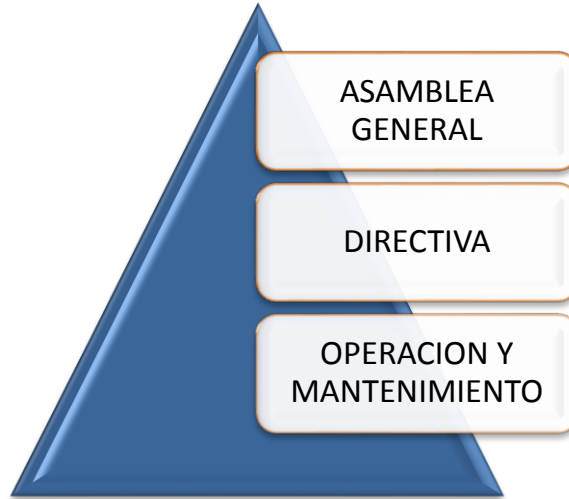 ASAMBLEA
GENERAL
DIRECTIVA
OPERACION Y
MANTENIMIENTO